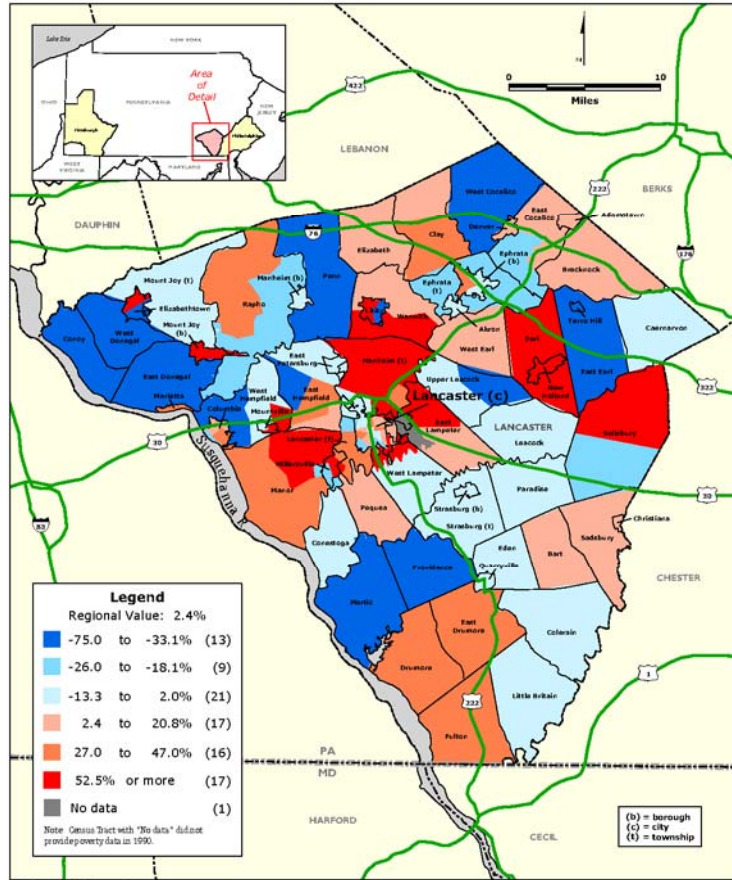 Lake Erie
NEW YORK
OHIO
PENNSYLVANIA
NEW JERSEY
Pittsburgh
Philadelphia
WEST VIRGINIA
MARYLAND
Area of Detail
0
10
Miles
422
LEBANON
BERKS
DAUPHIN
76
222
176
West Cocalico
Denver
East Cocalico
Adamstown
Clay
Elizabeth
Ephrata (b)
Ephrata (t)
Brecknock
Mount Joy (t)
Manheim (b)
Penn
Rapho
Elizabethtown
Mount Joy (b)
West Donegal
Conoy
East Donegal
Marietta
Warwick
Akron
West Earl
Earl
Terre Hill
Caernarvon
East Earl
New Holland
322
Manheim (t)
East Petersburg
West Hempfield
East Hempfield
Columbia
Mountville
Upper Leacock
Lancaster (c)
LANCASTER
Leacock
East Lampeter
Salisbury
Lancaster (t)
Millersville
Manor
West Lampeter
30
Susquehanna R.
Pequea
Strasburg (b)
Strasburg (t)
Paradise
30
83
Conestoga
Christiana
Sadsbury
Bart
Eden
Quarryville
Providence
Martic
CHESTER
East Drumore
Drumore
Colerain
Little Britain
222
Fulton
1
PA
MD
HARFORD
CECIL
Legend
Regional Value: 2.4%
-75.0 to -33.1% (13)
-26.0 to -18.1% (9)
-13.3 to 2.0% (21)
2.4 to 20.8% (17)
27.0 to 47.0% (16)
52.5% or more (17)
No data (1)
Note: Census Tract with "No data" did not
provide poverty data in 1990.
(b) = borough
(c) = city
(t) = township